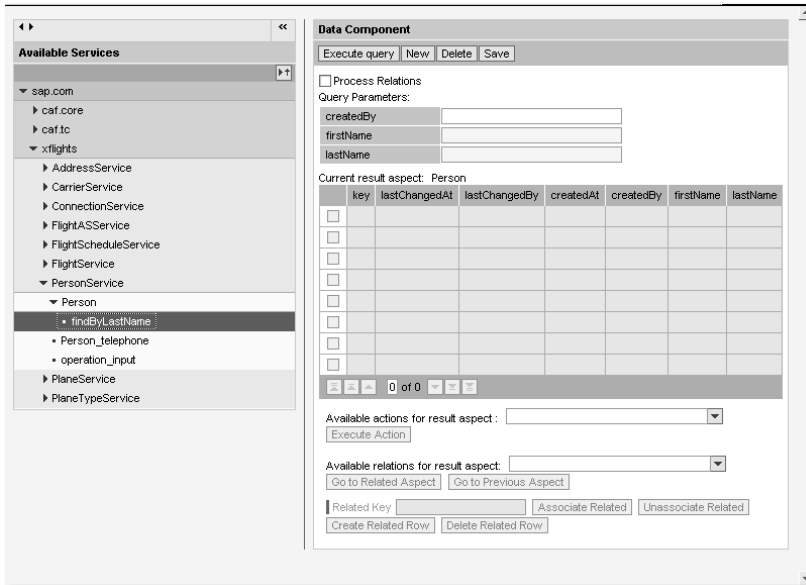 Available Services
sap.com
caf.core
caf.tc
xflights
AddressService
CarrierService
ConnectionService
FlightASService
FlightScheduleService
FlightService
PersonService
Person
findByLastName
Person_telephone
operation_input
PlaneService
PlaneTypeService
Data Component
Execute query New Delete Save
Process Relations
Query Parameters:
createdBy
firstName
lastName
Current result aspect: Person
key lastChangedAt lastChangedBy createdAt createdBy firstName lastName
0 of 0
Available actions for result aspect :
Execute Action
Available relations for result aspect:
Go to Related Aspect Go to Previous Aspect
Related Key Associate Related Unassociate Related
Create Related Row Delete Related Row